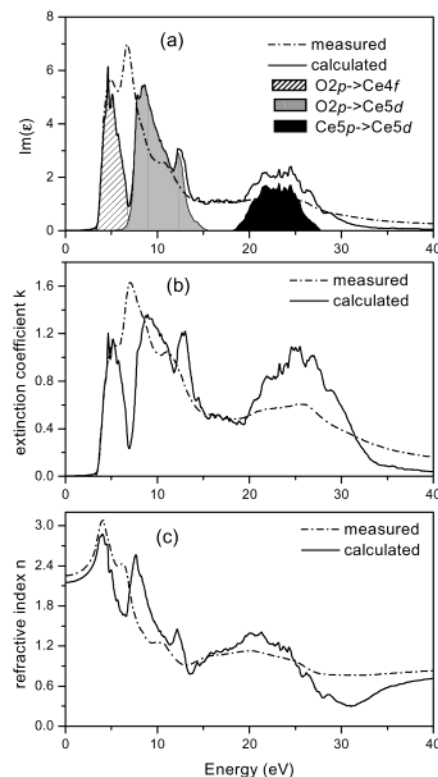 (a)
measured
calculated
O2p->Ce4f
O2p->Ce5d
Ce5p->Ce5d
Im(ε)
8
6
4
2
0
0 10 20 30 40
(b)
measured
calculated
extinction coefficient k
1.6
1.2
0.8
0.4
0.0
0 10 20 30 40
(c)
measured
calculated
refractive index n
3.0
2.4
1.8
1.2
0.6
0.0
0 10 20 30 40
Energy (eV)